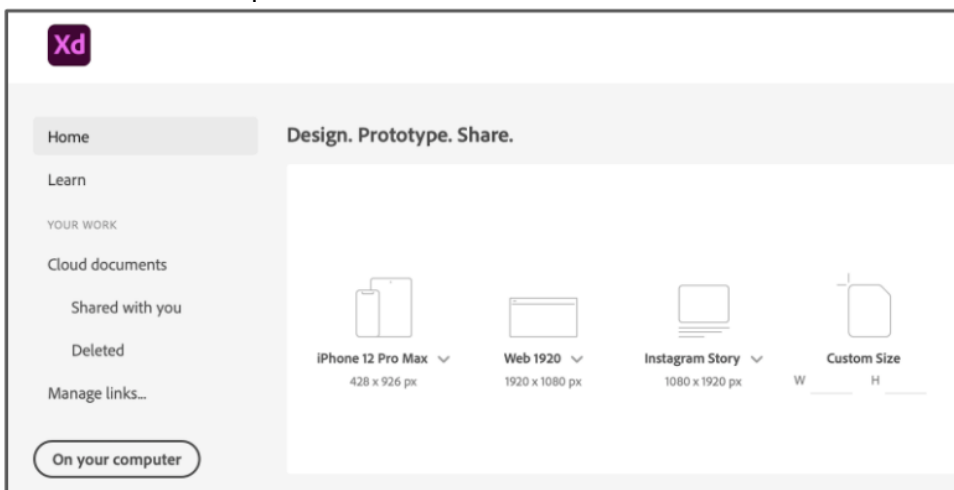 Xd
Home
Learn
YOUR WORK
Cloud documents
Shared with you
Deleted
Manage links...
On your computer
Design. Prototype. Share.
iPhone 12 Pro Max
428 x 926 px
Web 1920
1920 x 1080 px
Instagram Story
1080 x 1920 px
Custom Size
W H